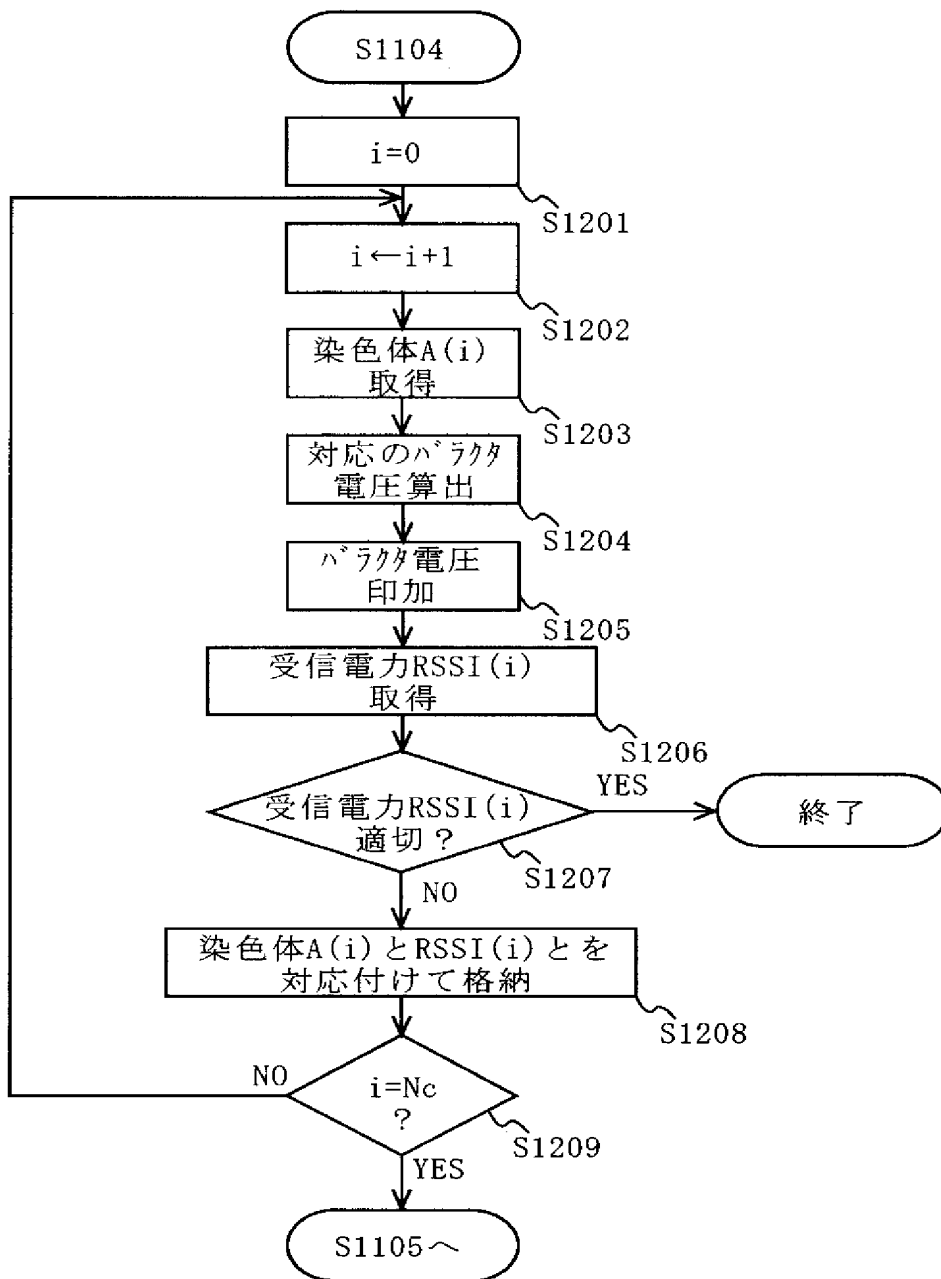 S1104
i=0
S1201
i←i+1
S1202
染色体A(i)
取得
S1203
対応のバラクタ
電圧算出
S1204
バラクタ電圧
印加
S1205
受信電力RSSI(i)
取得
S1206
受信電力RSSI(i)
適切?
YES
終了
S1207
NO
染色体A(i)とRSSI(i)とを
対応付けて格納
S1208
NO
i=Nc
?
S1209
YES
S1105へ